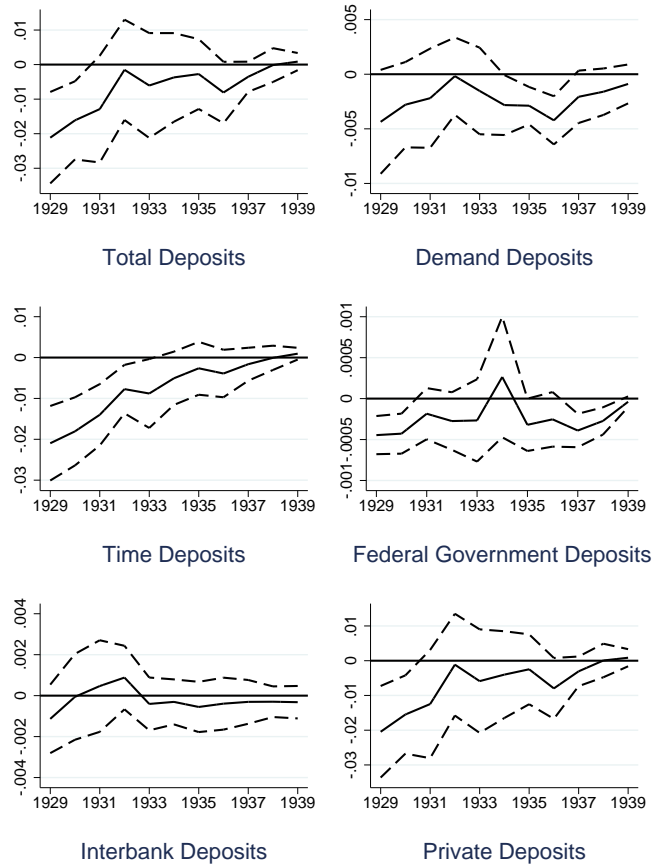 .01
0
-.01
-.02
-.03
1929 1931 1933 1935 1937 1939
Total Deposits
.005
0
-.005
-.01
1929 1931 1933 1935 1937 1939
Demand Deposits
.01
0
-.01
-.02
-.03
1929 1931 1933 1935 1937 1939
Time Deposits
.001
.0005
0
-.0005
-.001
1929 1931 1933 1935 1937 1939
Federal Government Deposits
.004
.002
0
-.002
-.004
1929 1931 1933 1935 1937 1939
Interbank Deposits
.01
0
-.01
-.02
-.03
1929 1931 1933 1935 1937 1939
Private Deposits